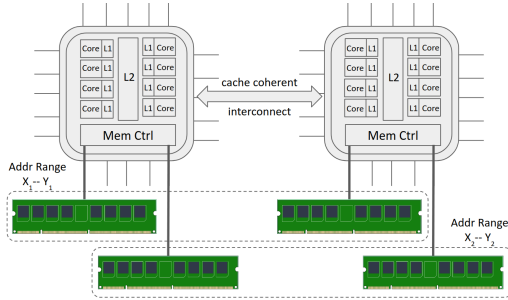 Core L1 L1 Core
Core L1 L1 Core
L2
Core L1 L1 Core
Core L1 L1 Core
Mem Ctrl
cache coherent
interconnect
Core L1 L1 Core
Core L1 L1 Core
L2
Core L1 L1 Core
Core L1 L1 Core
Mem Ctrl
Addr Range
X1-- Y1
Addr Range
X2-- Y2